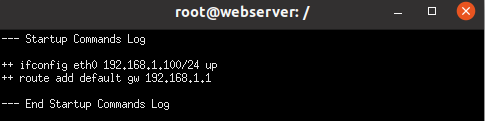 root@webserver: /
--- Startup Commands Log
++ ifconfig eth0 192.168.1.100/24 up
++ route add default gw 192.168.1.1
--- End Startup Commands Log